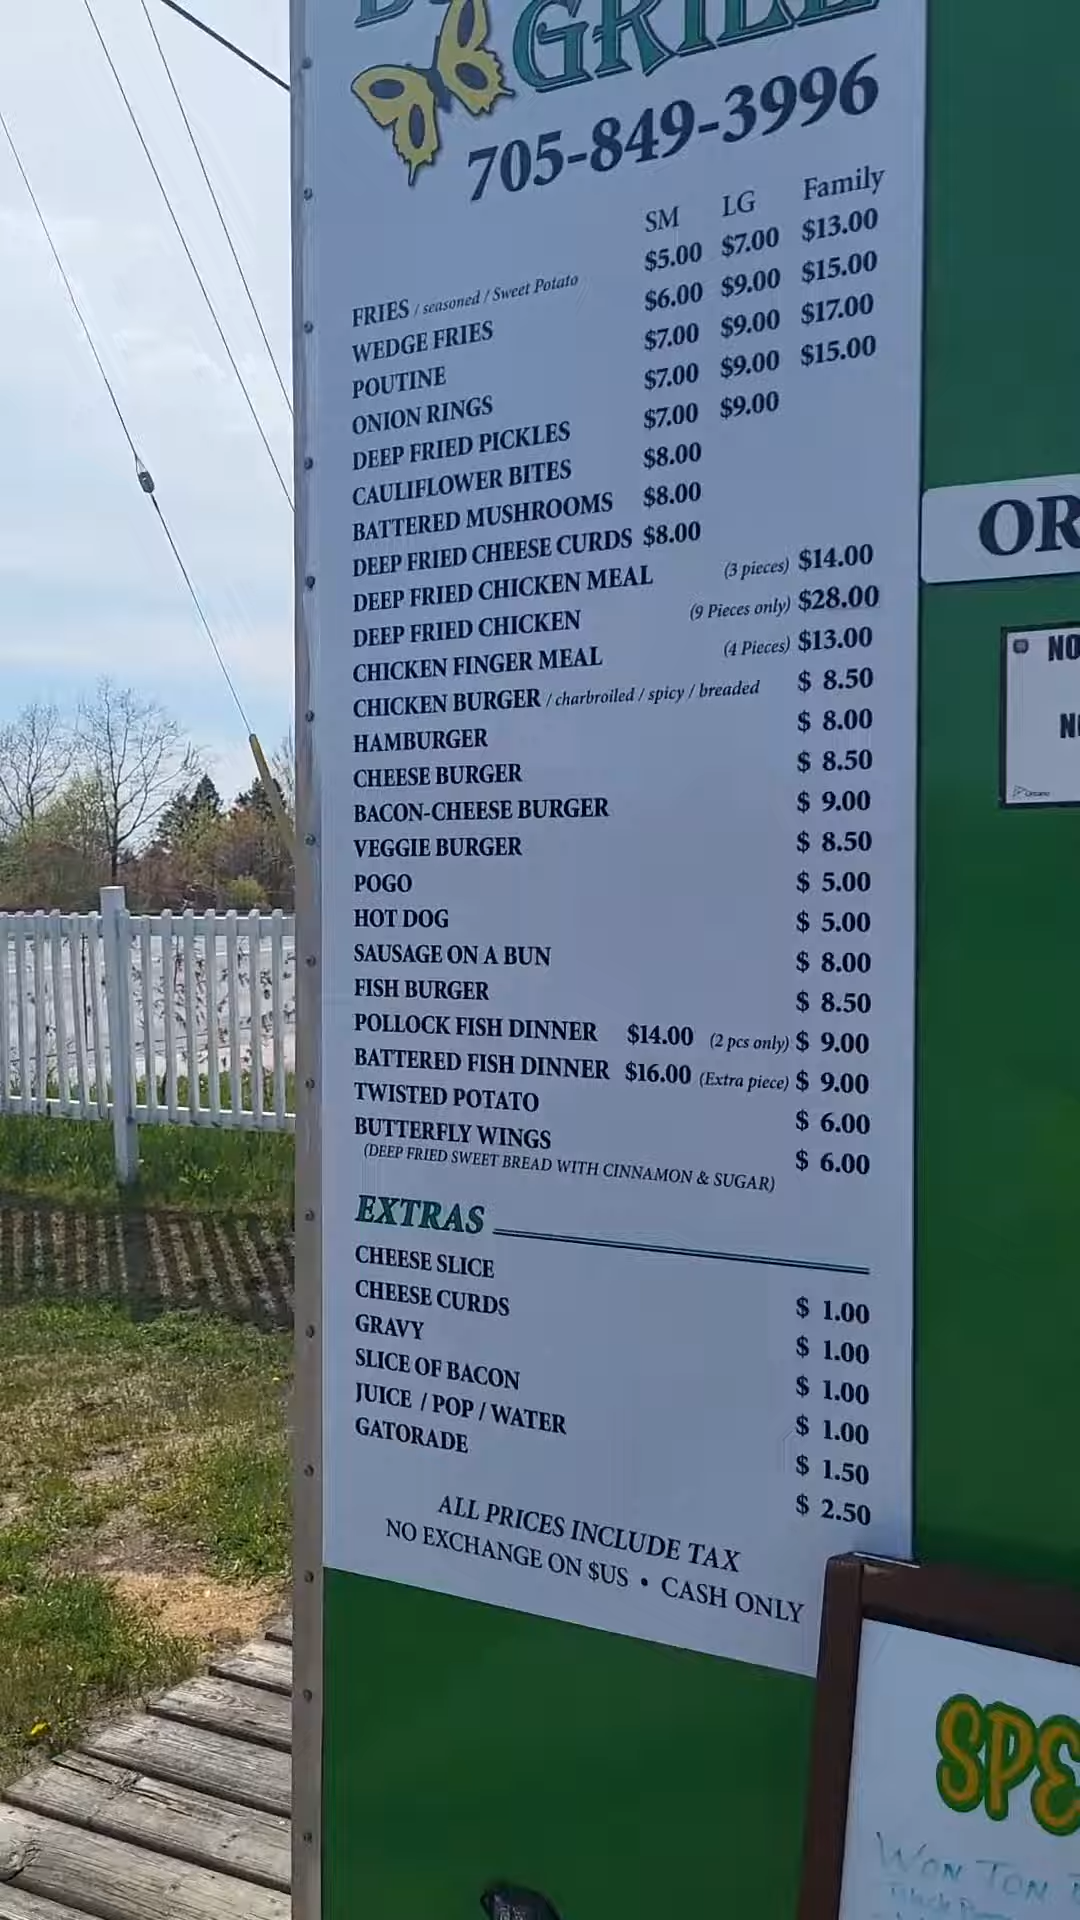 GRILL
705-849-3996
SM LG Family
FRIES / seasoned / Sweet Potato $5.00 $7.00 $13.00
WEDGE FRIES $6.00 $9.00 $15.00
POUTINE $7.00 $9.00 $17.00
ONION RINGS $7.00 $9.00 $15.00
DEEP FRIED PICKLES $7.00 $9.00
CAULIFLOWER BITES $8.00
BATTERED MUSHROOMS $8.00
DEEP FRIED CHEESE CURDS $8.00
DEEP FRIED CHICKEN MEAL (3 pieces) $14.00
DEEP FRIED CHICKEN (9 Pieces only) $28.00
CHICKEN FINGER MEAL (4 Pieces) $13.00
CHICKEN BURGER / charbroiled / spicy / breaded $ 8.50
HAMBURGER $ 8.00
CHEESE BURGER $ 8.50
BACON-CHEESE BURGER $ 9.00
VEGGIE BURGER $ 8.50
POGO $ 5.00
HOT DOG $ 5.00
SAUSAGE ON A BUN $ 8.00
FISH BURGER $ 8.50
POLLOCK FISH DINNER $14.00 (2 pcs only) $ 9.00
BATTERED FISH DINNER $16.00 (Extra piece) $ 9.00
TWISTED POTATO $ 6.00
BUTTERFLY WINGS $ 6.00
(DEEP FRIED SWEET BREAD WITH CINNAMON & SUGAR)
EXTRAS
CHEESE SLICE $ 1.00
CHEESE CURDS $ 1.00
GRAVY $ 1.00
SLICE OF BACON $ 1.00
JUICE / POP / WATER $ 1.50
GATORADE $ 2.50
ALL PRICES INCLUDE TAX
NO EXCHANGE ON $US • CASH ONLY
OR
NO
Ontario
SPE
WON TON